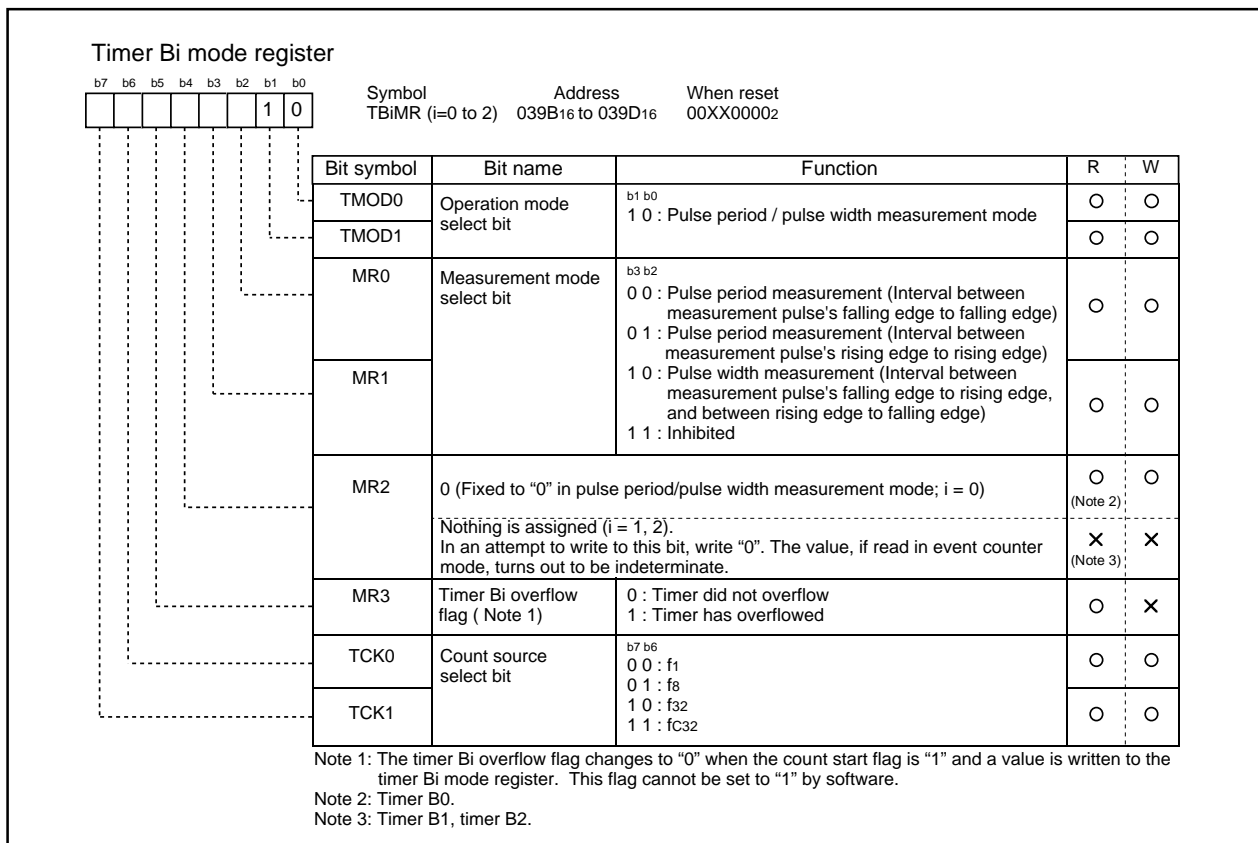 Timer Bi mode register
b7 b6 b5 b4 b3 b2 b1 b0
1 0
Symbol Address When reset
TBiMR (i=0 to 2) 039B16 to 039D16 00XX00002
Bit symbol Bit name Function R W
TMOD0 Operation mode select bit
b1 b0
1 0 : Pulse period / pulse width measurement mode
TMOD1
MR0 Measurement mode select bit
b3 b2
0 0 : Pulse period measurement (Interval between
measurement pulse's falling edge to falling edge)
0 1 : Pulse period measurement (Interval between
measurement pulse's rising edge to rising edge)
MR1
1 0 : Pulse width measurement (Interval between
measurement pulse's falling edge to rising edge,
and between rising edge to falling edge)
1 1 : Inhibited
MR2 0 (Fixed to “0” in pulse period/pulse width measurement mode; i = 0)
(Note 2)
Nothing is assigned (i = 1, 2).
In an attempt to write to this bit, write “0”. The value, if read in event counter
mode, turns out to be indeterminate.
(Note 3)
MR3 Timer Bi overflow
flag ( Note 1)
0 : Timer did not overflow
1 : Timer has overflowed
TCK0 Count source
select bit
b7 b6
0 0 : f1
0 1 : f8
TCK1
1 0 : f32
1 1 : fC32
Note 1: The timer Bi overflow flag changes to “0” when the count start flag is “1” and a value is written to the
timer Bi mode register. This flag cannot be set to “1” by software.
Note 2: Timer B0.
Note 3: Timer B1, timer B2.